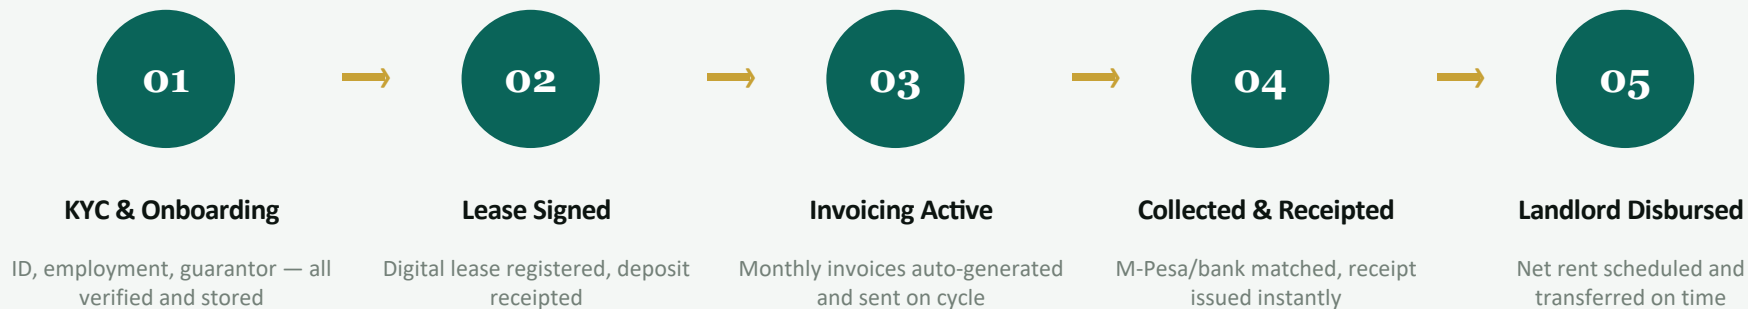 01
02
03
04
05
KYC & Onboarding
Lease Signed
Invoicing Active
Collected & Receipted
Landlord Disbursed
ID, employment, guarantor — all
verified and stored
Digital lease registered, deposit
receipted
Monthly invoices auto-generated
and sent on cycle
M-Pesa/bank matched, receipt
issued instantly
Net rent scheduled and
transferred on time